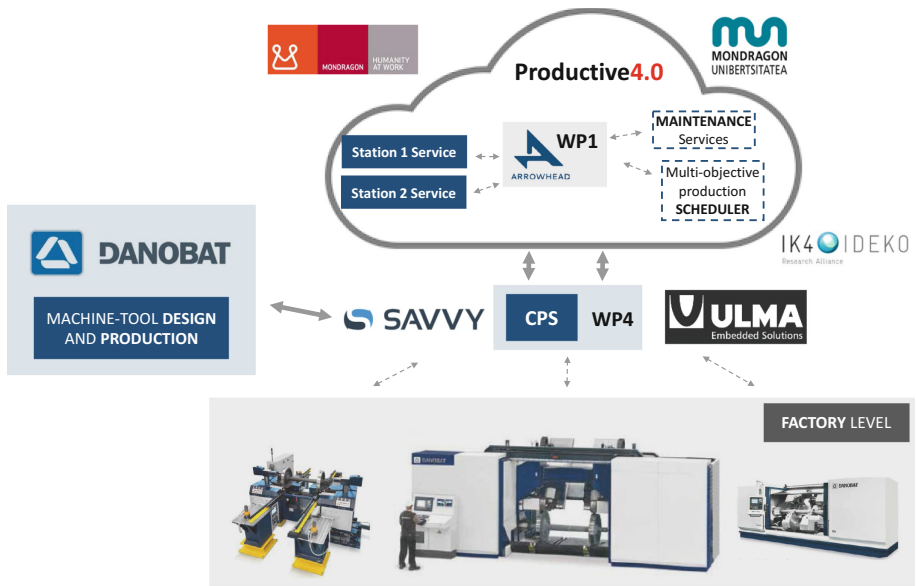 MONDRAGON
HUMANITY
AT WORK
MONDRAGON
UNIBERTSITATEA
Productive4.0
Station 1 Service
Station 2 Service
WP1
ARROWHEAD
MAINTENANCE
Services
Multi-objective
production
SCHEDULER
IK4 IDEKO
Research Alliance
DANOBAT
MACHINE-TOOL DESIGN
AND PRODUCTION
SAVVY
CPS
WP4
ULMA
Embedded Solutions
FACTORY LEVEL
DANOBAT
DANOBAT